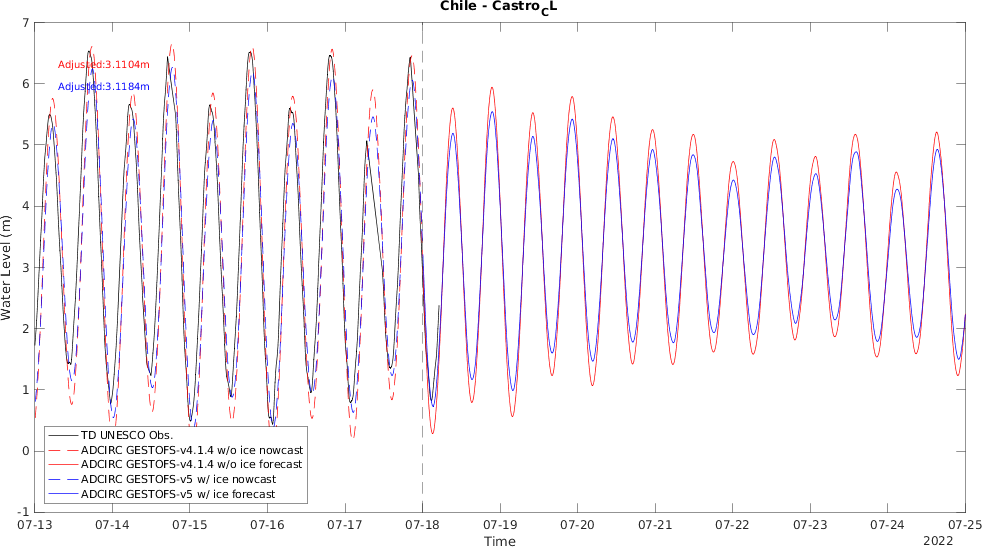 Chile - Castro_CL
Water Level (m)
7
6
5
4
3
2
1
0
-1
Adjusted:3.1104m
Adjusted:3.1184m
TD UNESCO Obs.
ADCIRC GESTOFS-v4.1.4 w/o ice nowcast
ADCIRC GESTOFS-v4.1.4 w/o ice forecast
ADCIRC GESTOFS-v5 w/ ice nowcast
ADCIRC GESTOFS-v5 w/ ice forecast
07-13 07-14 07-15 07-16 07-17 07-18 07-19 07-20 07-21 07-22 07-23 07-24 07-25
Time
2022